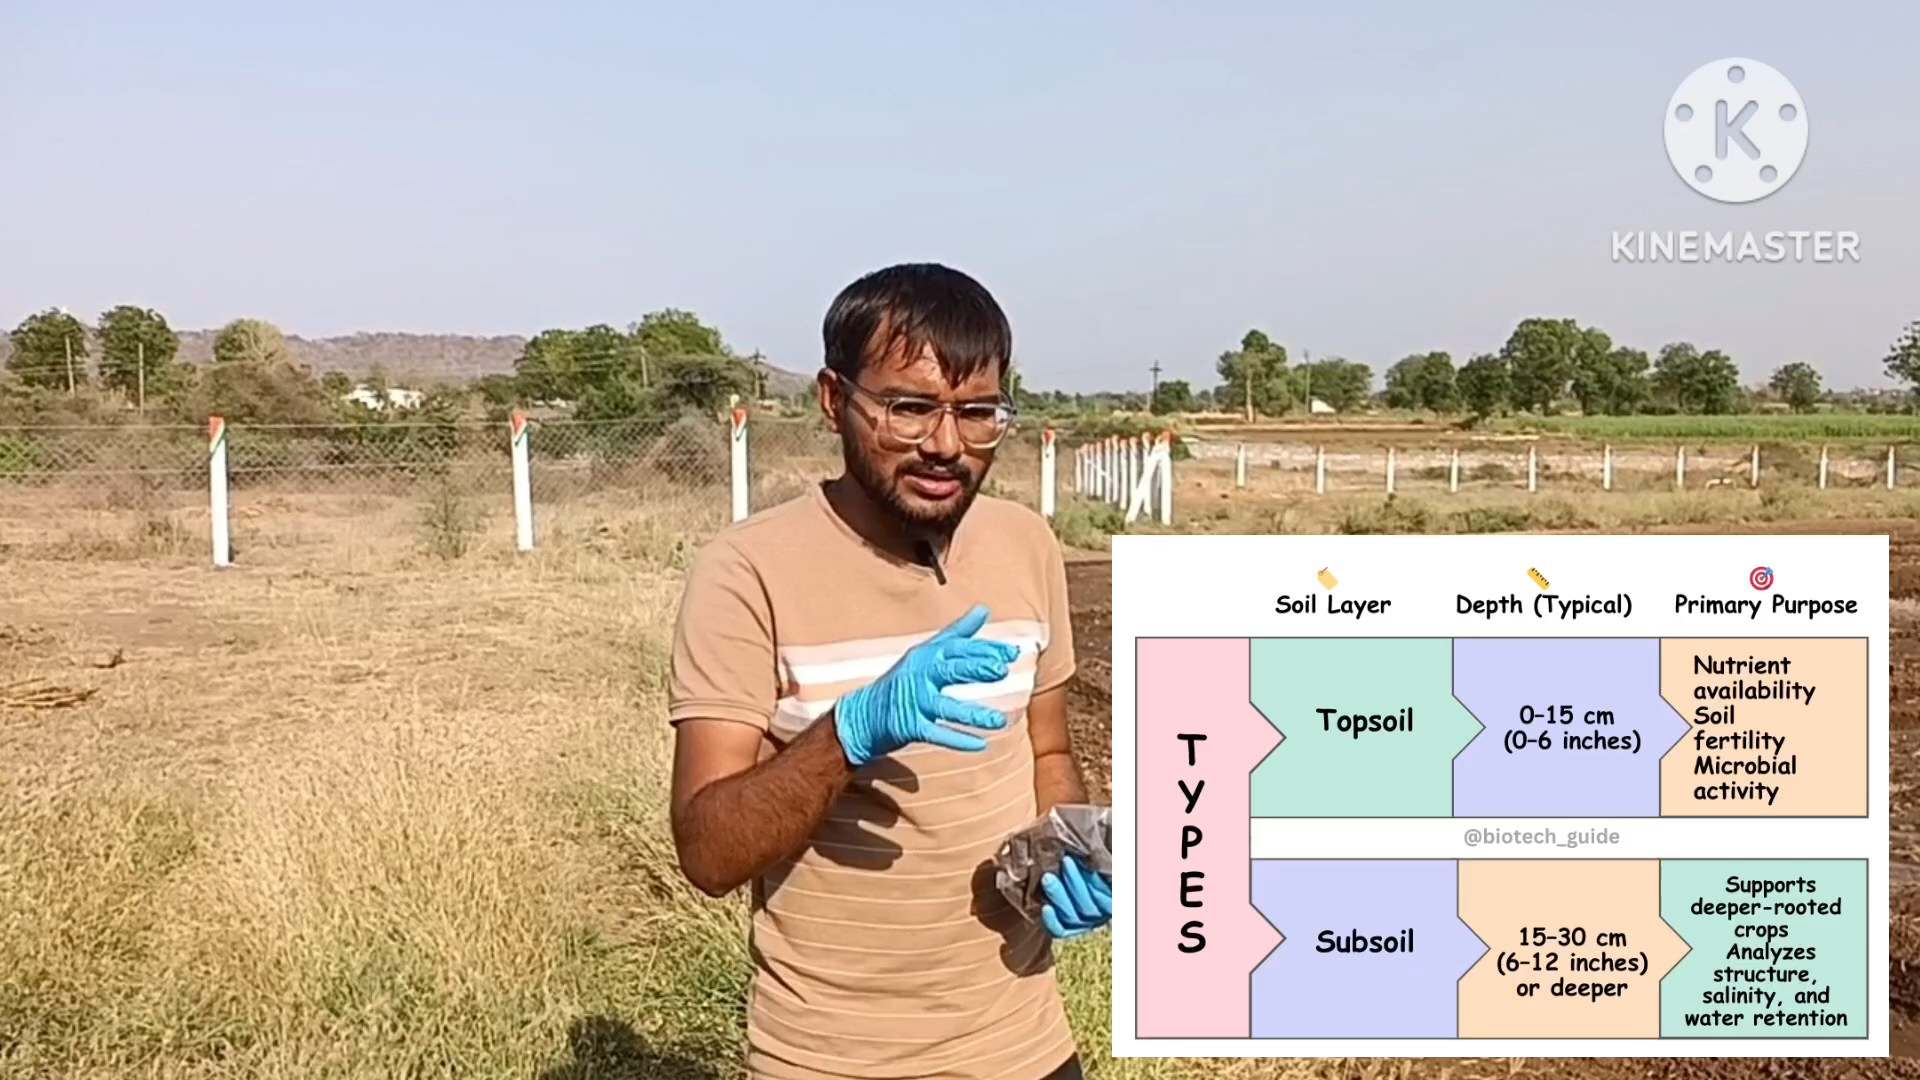 K
KINEMASTER
Soil Layer
Depth (Typical)
Primary Purpose
TYPES
Topsoil
0-15 cm
(0-6 inches)
Nutrient
availability
Soil
fertility
Microbial
activity
@biotech_guide
Subsoil
15-30 cm
(6-12 inches)
or deeper
Supports
deeper-rooted
crops
Analyzes
structure,
salinity, and
water retention